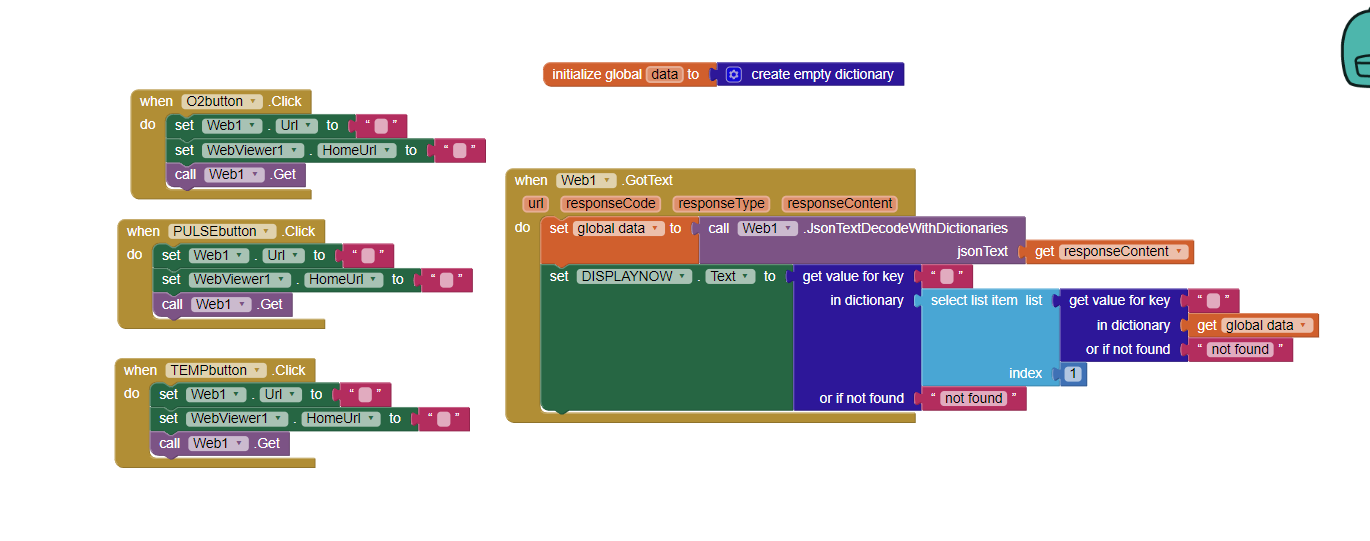 initialize global data to create empty dictionary
when O2button .Click
do set Web1 . Url to “ ”
set WebViewer1 . HomeUrl to “ ”
call Web1 .Get
when PULSEbutton .Click
do set Web1 . Url to “ ”
set WebViewer1 . HomeUrl to “ ”
call Web1 .Get
when TEMPbutton .Click
do set Web1 . Url to “ ”
set WebViewer1 . HomeUrl to “ ”
call Web1 .Get
when Web1 .GotText
url responseCode responseType responseContent
do set global data to call Web1 .JsonTextDecodeWithDictionaries
jsonText get responseContent
set DISPLAYNOW . Text to get value for key “ ”
in dictionary select list item list get value for key “ ”
in dictionary get global data
or if not found “ not found ”
index 1
or if not found “ not found ”